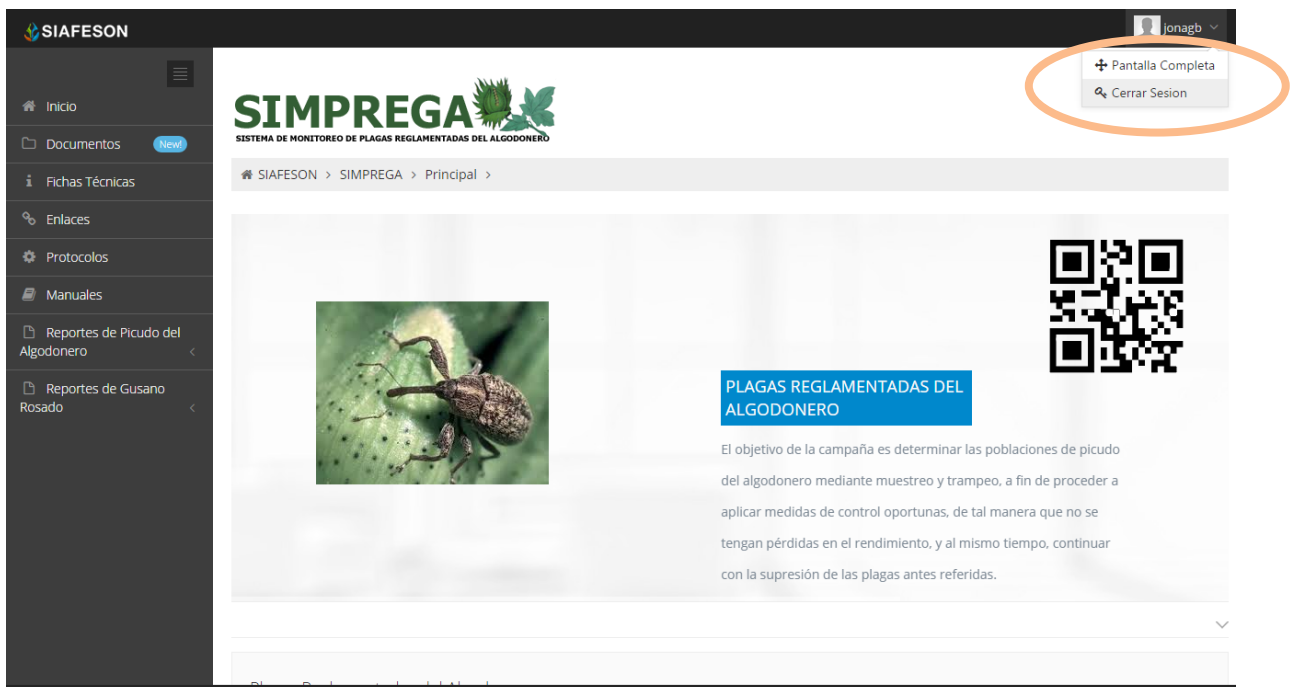 SIAFESON
jonagb
Pantalla Completa
Cerrar Sesion
Inicio
Documentos New!
Fichas Técnicas
Enlaces
Protocolos
Manuales
Reportes de Picudo del
Algodonero
Reportes de Gusano
Rosado
SIMPREGA
SISTEMA DE MONITOREO DE PLAGAS REGLAMENTADAS DEL ALGODONERO
SIAFESON > SIMPREGA > Principal >
PLAGAS REGLAMENTADAS DEL
ALGODONERO
El objetivo de la campaña es determinar las poblaciones de picudo
del algodonero mediante muestreo y trampeo, a fin de proceder a
aplicar medidas de control oportunas, de tal manera que no se
tengan pérdidas en el rendimiento, y al mismo tiempo, continuar
con la supresión de las plagas antes referidas.